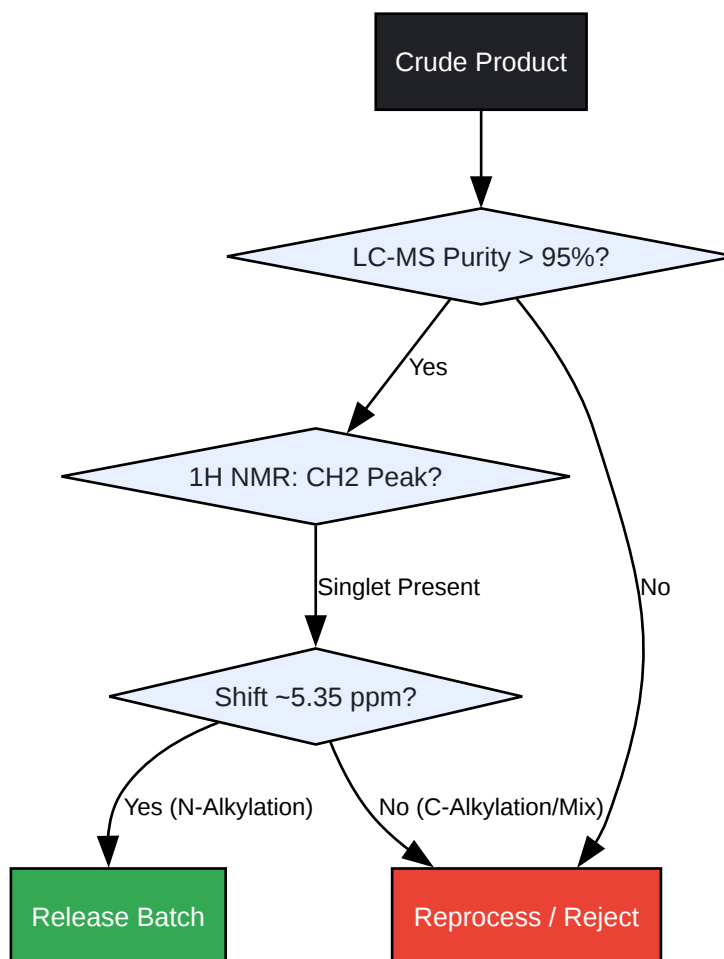 Crude Product
LC-MS Purity > 95%?
Yes
1H NMR: CH2 Peak?
Singlet Present
No
Shift ~5.35 ppm?
Yes (N-Alkylation)
No (C-Alkylation/Mix)
Release Batch
Reprocess / Reject